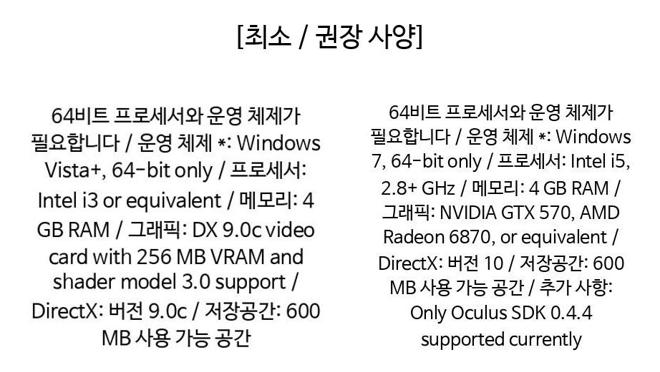 [최소 / 권장 사양]
64비트 프로세서와 운영 체제가
필요합니다 / 운영 체제 *: Windows
Vista+, 64-bit only / 프로세서:
Intel i3 or equivalent / 메모리: 4
GB RAM / 그래픽: DX 9.0c video
card with 256 MB VRAM and
shader model 3.0 support /
DirectX: 버전 9.0c / 저장공간: 600
MB 사용 가능 공간
64비트 프로세서와 운영 체제가
필요합니다 / 운영 체제 *: Windows
7, 64-bit only / 프로세서: Intel i5,
2.8+ GHz / 메모리: 4 GB RAM /
그래픽: NVIDIA GTX 570, AMD
Radeon 6870, or equivalent /
DirectX: 버전 10 / 저장공간: 600
MB 사용 가능 공간 / 추가 사항:
Only Oculus SDK 0.4.4
supported currently